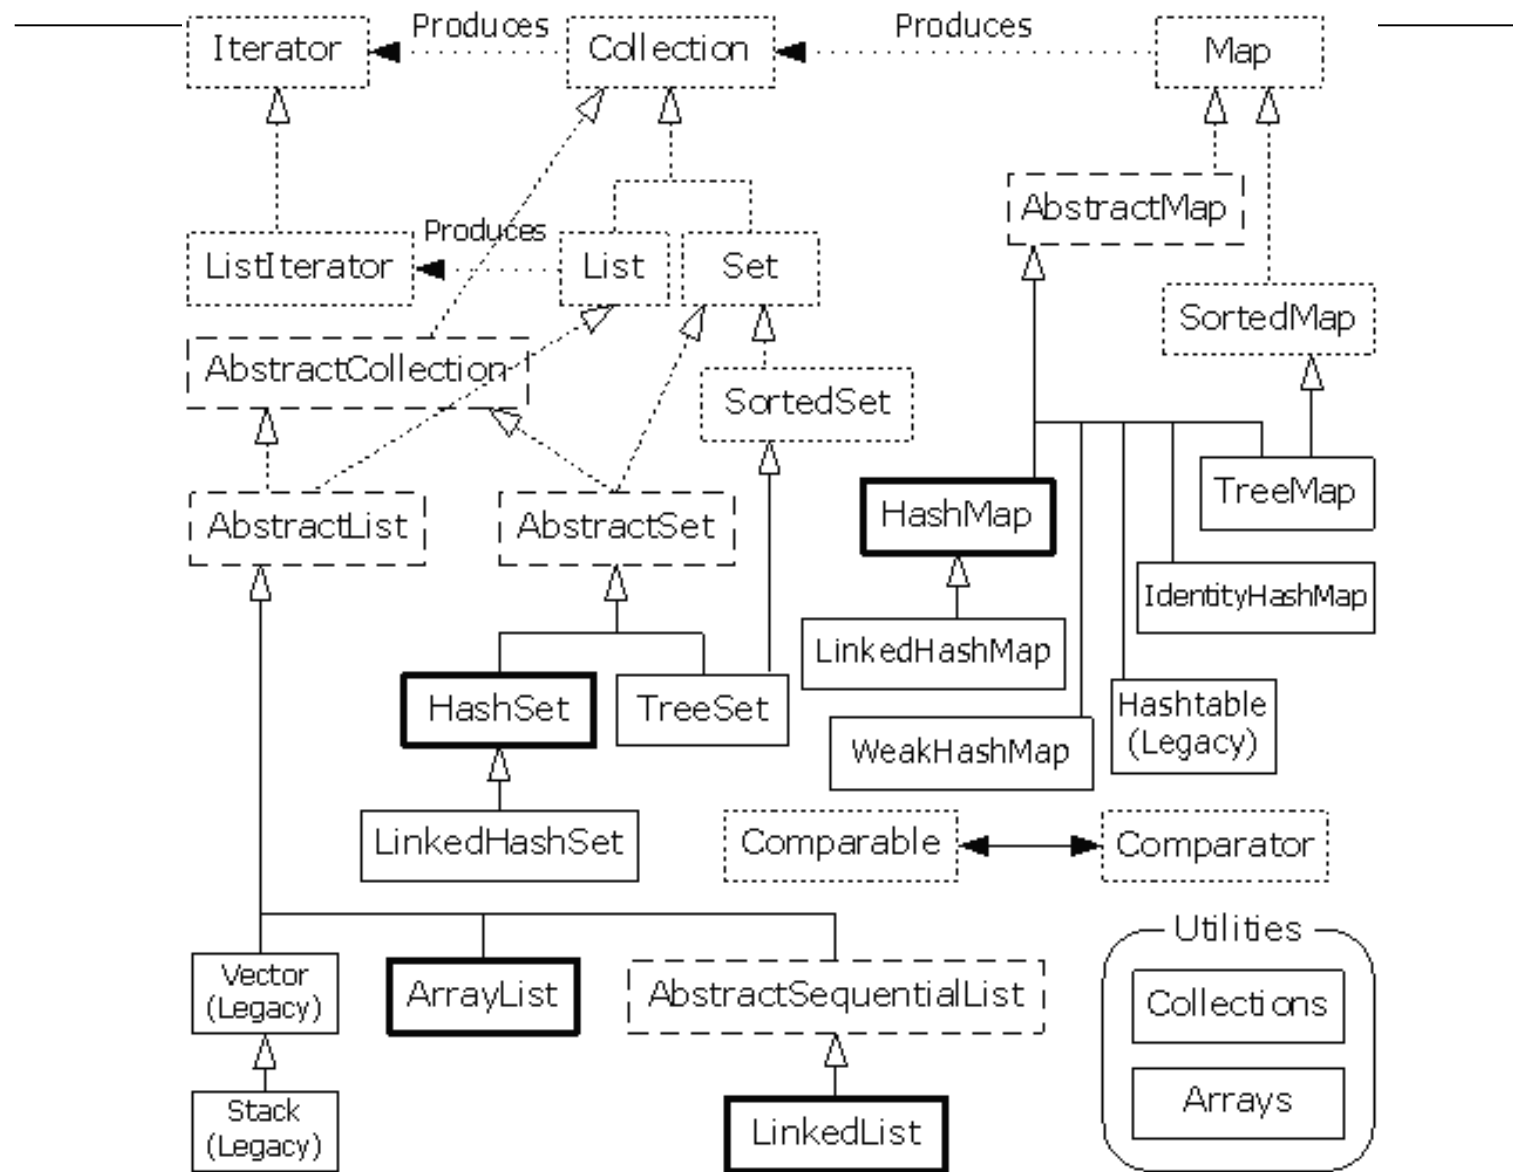 Produces
Produces
Iterator
Collection
Map
AbstractMap
Produces
ListIterator
List
Set
SortedMap
AbstractCollection
SortedSet
TreeMap
HashMap
AbstractList
AbstractSet
IdentityHashMap
LinkedHashMap
HashSet
TreeSet
Hashtable
(Legacy)
WeakHashMap
LinkedHashSet
Comparable
Comparator
Utilities
Vector
(Legacy)
ArrayList
AbstractSequentialList
Collections
Stack
(Legacy)
LinkedList
Arrays